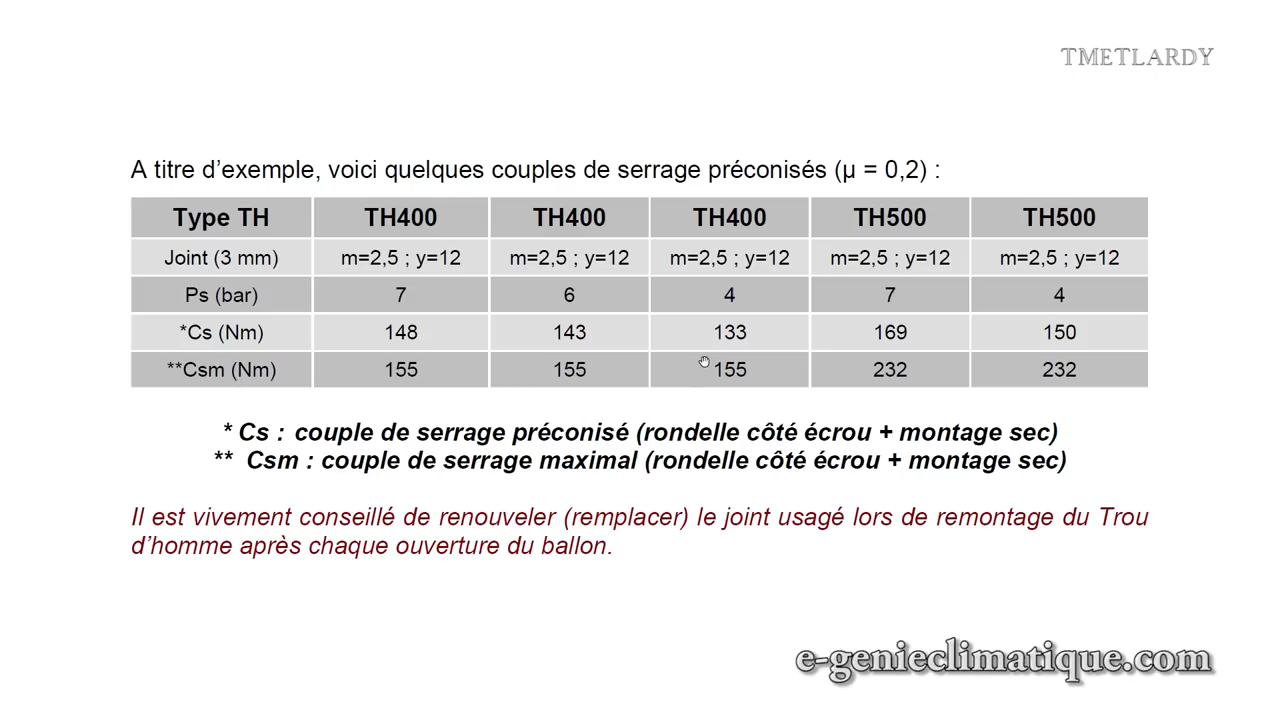 TMETLARDY
A titre d’exemple, voici quelques couples de serrage préconisés (µ = 0,2) :
Type TH TH400 TH400 TH400 TH500 TH500
Joint (3 mm) m=2,5 ; y=12 m=2,5 ; y=12 m=2,5 ; y=12 m=2,5 ; y=12 m=2,5 ; y=12
Ps (bar) 7 6 4 7 4
*Cs (Nm) 148 143 133 169 150
**Csm (Nm) 155 155 155 232 232
* Cs : couple de serrage préconisé (rondelle côté écrou + montage sec)
** Csm : couple de serrage maximal (rondelle côté écrou + montage sec)
Il est vivement conseillé de renouveler (remplacer) le joint usagé lors de remontage du Trou
d’homme après chaque ouverture du ballon.
e-genieclimatique.com